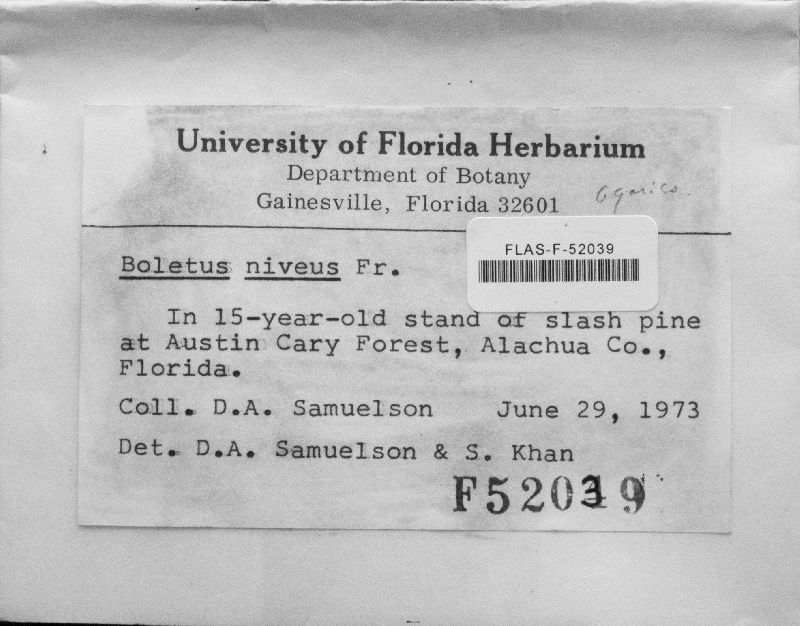 University of Florida Herbarium
Department of Botany
Gainesville, Florida 32601
FLAS-F-52039
Boletus niveus Fr.
In 15-year-old stand of slash pine
at Austin Cary Forest, Alachua Co.,
Florida.
Coll. D.A. Samuelson June 29, 1973
Det. D.A. Samuelson & S. Khan
F52039